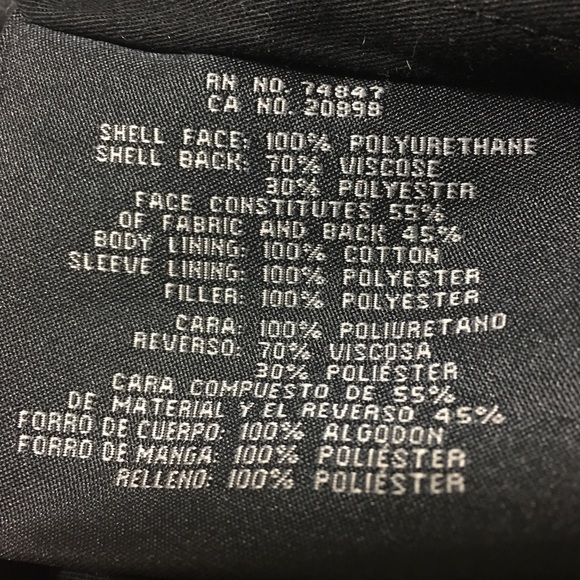 RN NO. 74847
CA NO. 20898
SHELL FACE: 100% POLYURETHANE
SHELL BACK: 70% VISCOSE
30% POLYESTER
FACE CONSTITUTES 55%
OF FABRIC AND BACK 45%
BODY LINING: 100% COTTON
SLEEVE LINING: 100% POLYESTER
FILLER: 100% POLYESTER
CARA: 100% POLIURETANO
REVERSO: 70% VISCOSA
30% POLIÉSTER
CARA COMPUESTO DE 55%
DE MATERIAL Y EL REVERSO 45%
FORRO DE CUERPO: 100% ALGODON
FORRO DE MANGA: 100% POLIÉSTER
RELLENO: 100% POLIÉSTER